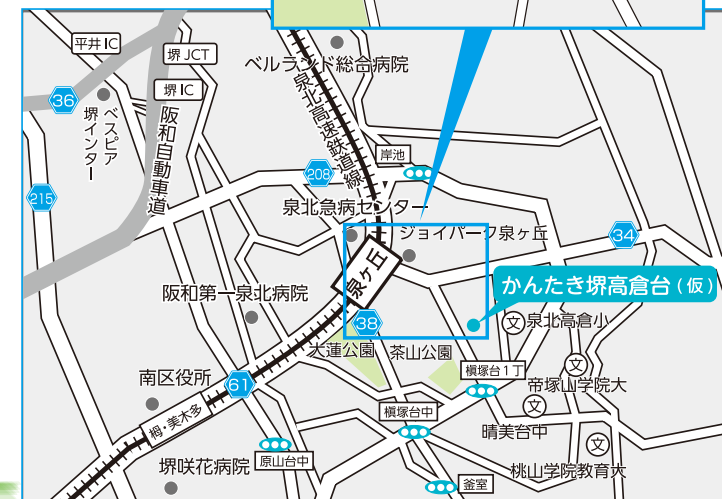 平井IC
堺JCT
堺IC
ベルランド総合病院
36
ベスピア
堺インター
阪和自動車道
泉北高速鉄道線
岸池
208
215
泉北急病センター
ジョイパーク泉ヶ丘
34
泉ヶ丘
かんたき堺高倉台(仮)
阪和第一泉北病院
38
文
泉北高倉小
大蓮公園
茶山公園
南区役所
61
槇塚台1丁
文
帝塚山学院大
栂・美木多
槇塚台中
文
晴美台中
文
堺咲花病院
原山台中
桃山学院教育大
釜室